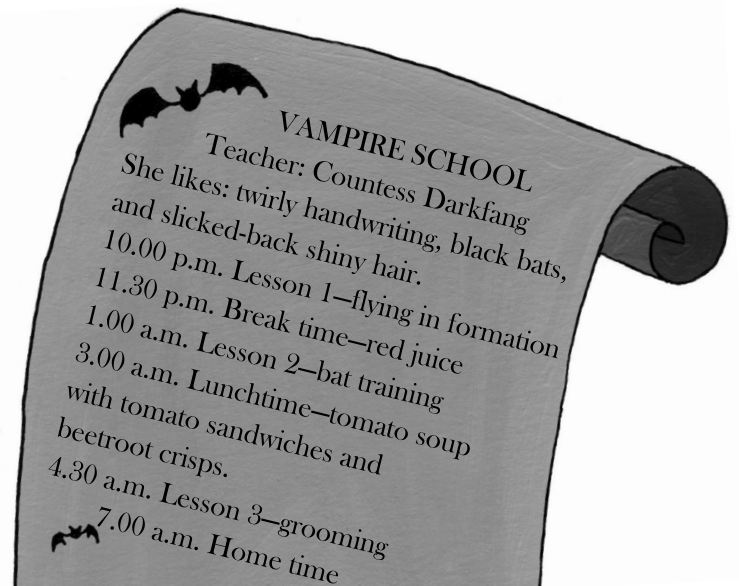 VAMPIRE SCHOOL
Teacher: Countess Darkfang
She likes: twirly handwriting, black bats,
and slicked-back shiny hair.
10.00 p.m. Lesson 1—flying in formation
11.30 p.m. Break time—red juice
1.00 a.m. Lesson 2—bat training
3.00 a.m. Lunchtime—tomato soup
with tomato sandwiches and
beetroot crisps.
4.30 a.m. Lesson 3—grooming
7.00 a.m. Home time